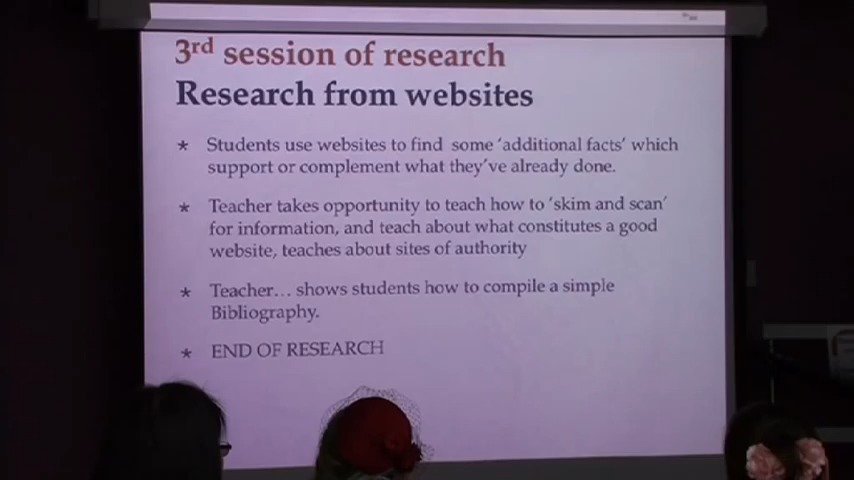 3rd session of research
Research from websites
* Students use websites to find some 'additional facts' which
support or complement what they've already done.
* Teacher takes opportunity to teach how to 'skim and scan'
for information, and teach about what constitutes a good
website, teaches about sites of authority
* Teacher... shows students how to compile a simple
Bibliography.
* END OF RESEARCH